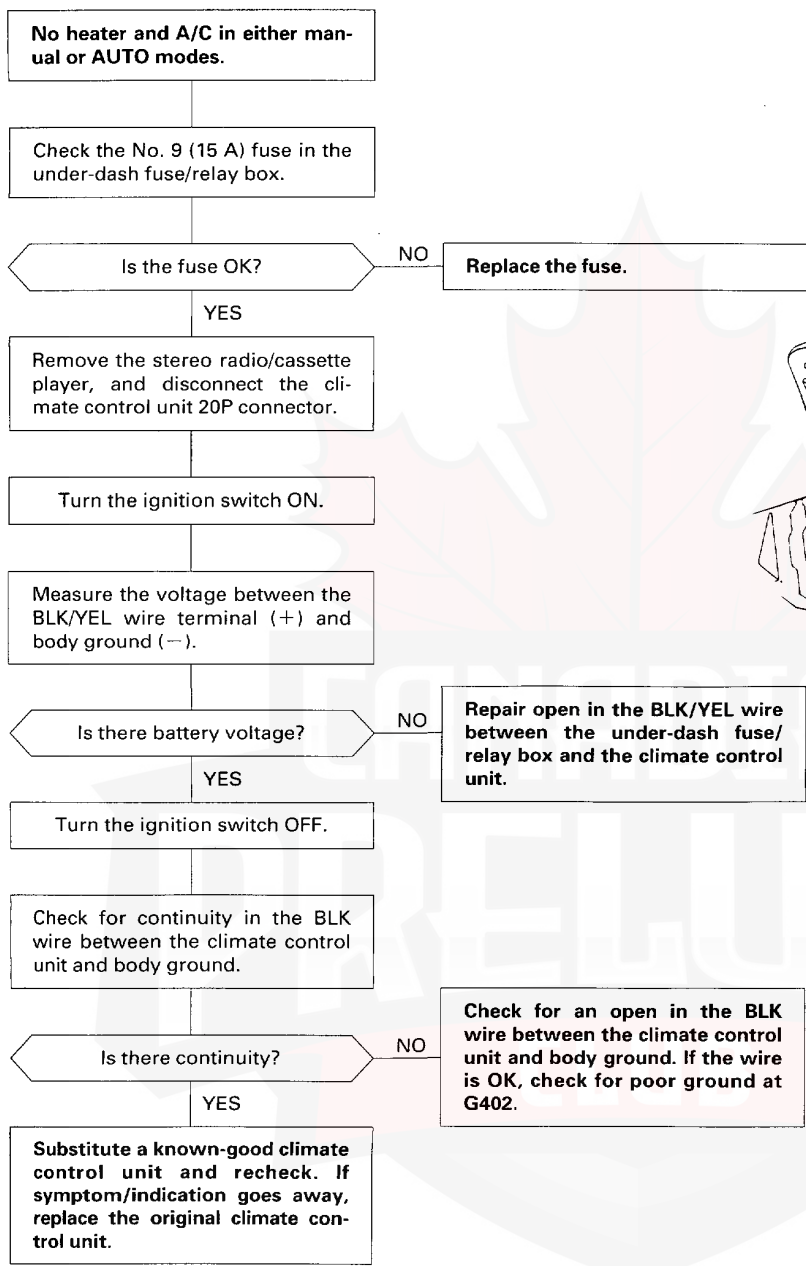 No heater and A/C in either man-
ual or AUTO modes.
Check the No. 9 (15 A) fuse in the
under-dash fuse/relay box.
Is the fuse OK?
NO
Replace the fuse.
YES
Remove the stereo radio/cassette
player, and disconnect the cli-
mate control unit 20P connector.
Turn the ignition switch ON.
Measure the voltage between the
BLK/YEL wire terminal (+) and
body ground (−).
Is there battery voltage?
NO
Repair open in the BLK/YEL wire
between the under-dash fuse/
relay box and the climate control
unit.
YES
Turn the ignition switch OFF.
Check for continuity in the BLK
wire between the climate control
unit and body ground.
Is there continuity?
NO
Check for an open in the BLK
wire between the climate control
unit and body ground. If the wire
is OK, check for poor ground at
G402.
YES
Substitute a known-good climate
control unit and recheck. If
symptom/indication goes away,
replace the original climate con-
trol unit.